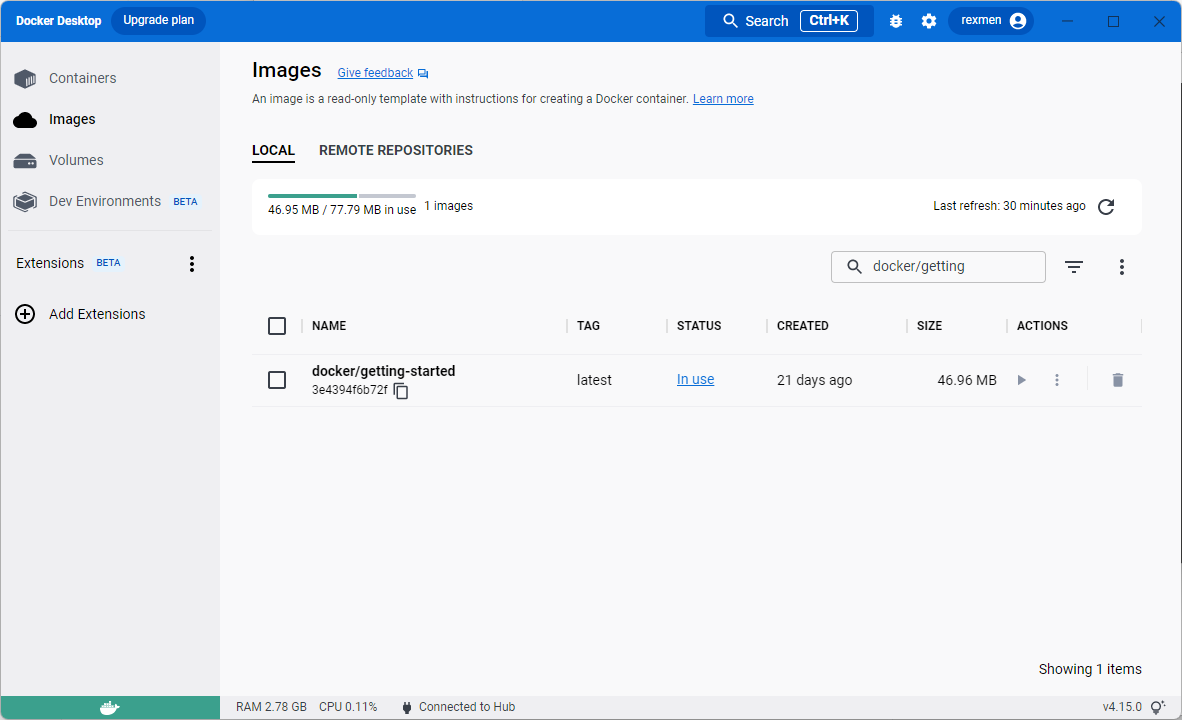 Docker Desktop Upgrade plan Search Ctrl+K rexmen
Containers
Images
Volumes
Dev Environments BETA
Extensions BETA
Add Extensions
Images Give feedback
An image is a read-only template with instructions for creating a Docker container. Learn more
LOCAL REMOTE REPOSITORIES
46.95 MB / 77.79 MB in use 1 images Last refresh: 30 minutes ago
docker/getting
NAME TAG STATUS CREATED SIZE ACTIONS
docker/getting-started
3e4394f6b72f latest In use 21 days ago 46.96 MB
Showing 1 items
RAM 2.78 GB CPU 0.11% Connected to Hub v4.15.0